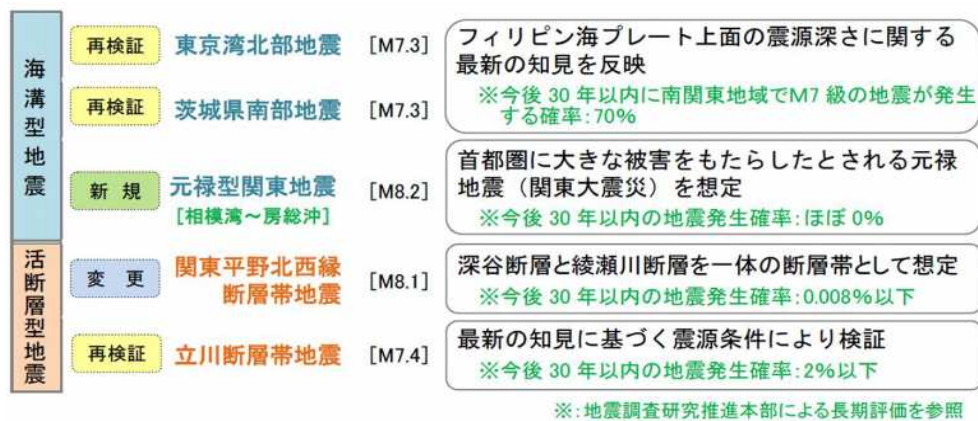 海溝型地震
再検証 東京湾北部地震 [M7.3]
フィリピン海プレート上面の震源深さに関する
最新の知見を反映
※今後30年以内に南関東地域でM7級の地震が発生
する確率:70%
再検証 茨城県南部地震 [M7.3]
新規 元禄型関東地震 [M8.2]
[相模湾~房総沖]
首都圏に大きな被害をもたらしたとされる元禄
地震(関東大震災)を想定
※今後30年以内の地震発生確率:ほぼ0%
活断層型地震
変更 関東平野北西縁
断層帯地震 [M8.1]
深谷断層と綾瀬川断層を一体の断層帯として想定
※今後30年以内の地震発生確率:0.008%以下
再検証 立川断層帯地震 [M7.4]
最新の知見に基づく震源条件により検証
※今後30年以内の地震発生確率:2%以下
※:地震調査研究推進本部による長期評価を参照